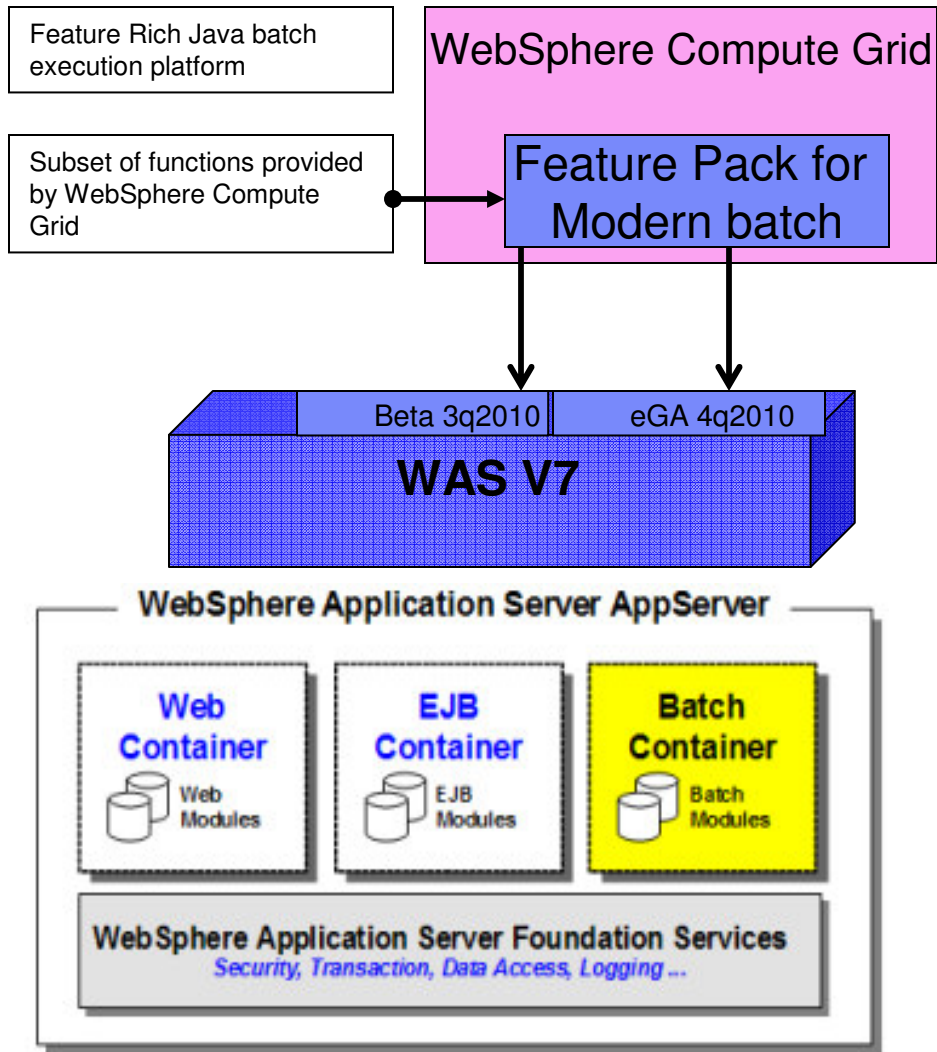 Feature Rich Java batch
execution platform
WebSphere Compute Grid
Subset of functions provided
by WebSphere Compute
Grid
Feature Pack for
Modern batch
Beta 3q2010
eGA 4q2010
WAS V7
WebSphere Application Server AppServer
Web
Container
Web
Modules
EJB
Container
EJB
Modules
Batch
Container
Batch
Modules
WebSphere Application Server Foundation Services
Security, Transaction, Data Access, Logging ...